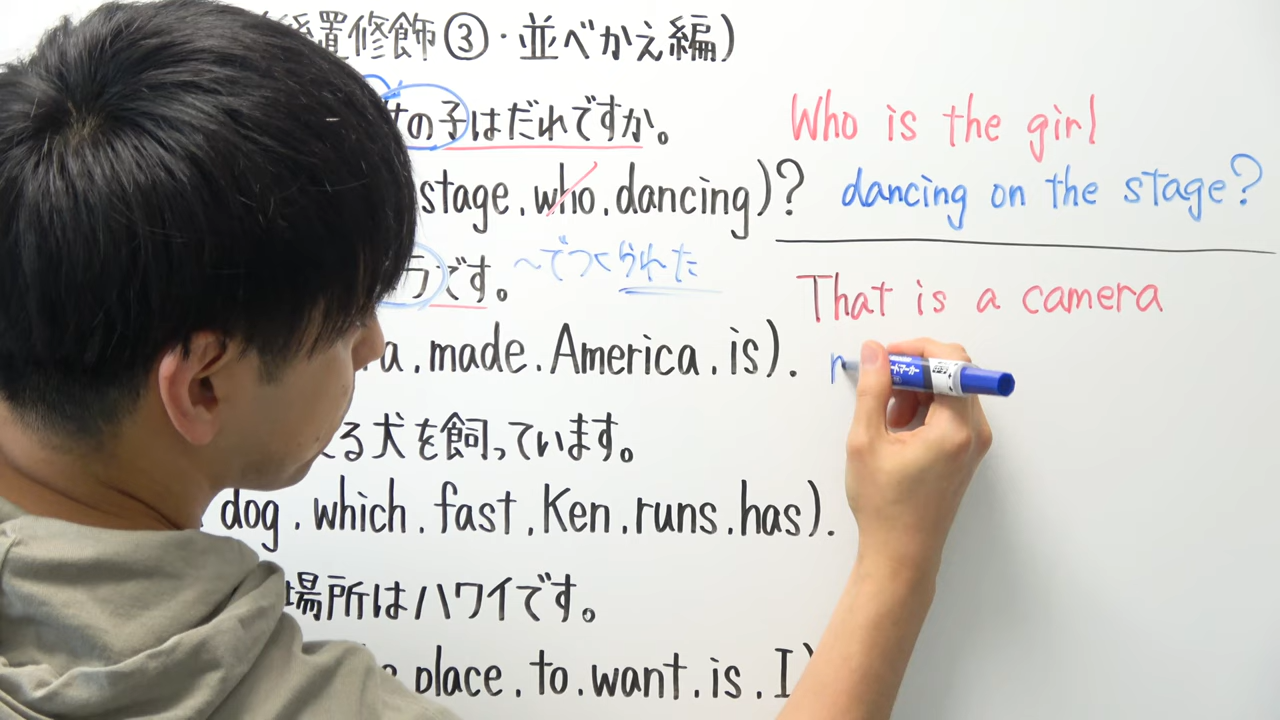 置修飾③・並べかえ編)
の子はだれですか。
stage.who.dancing)?
ラです。 ～でつくられた
a.made.America.is).
える犬を飼っています。
dog.which.fast.Ken.runs.has).
場所はハワイです。
place.to.want.is.I)
Who is the girl
dancing on the stage?
That is a camera